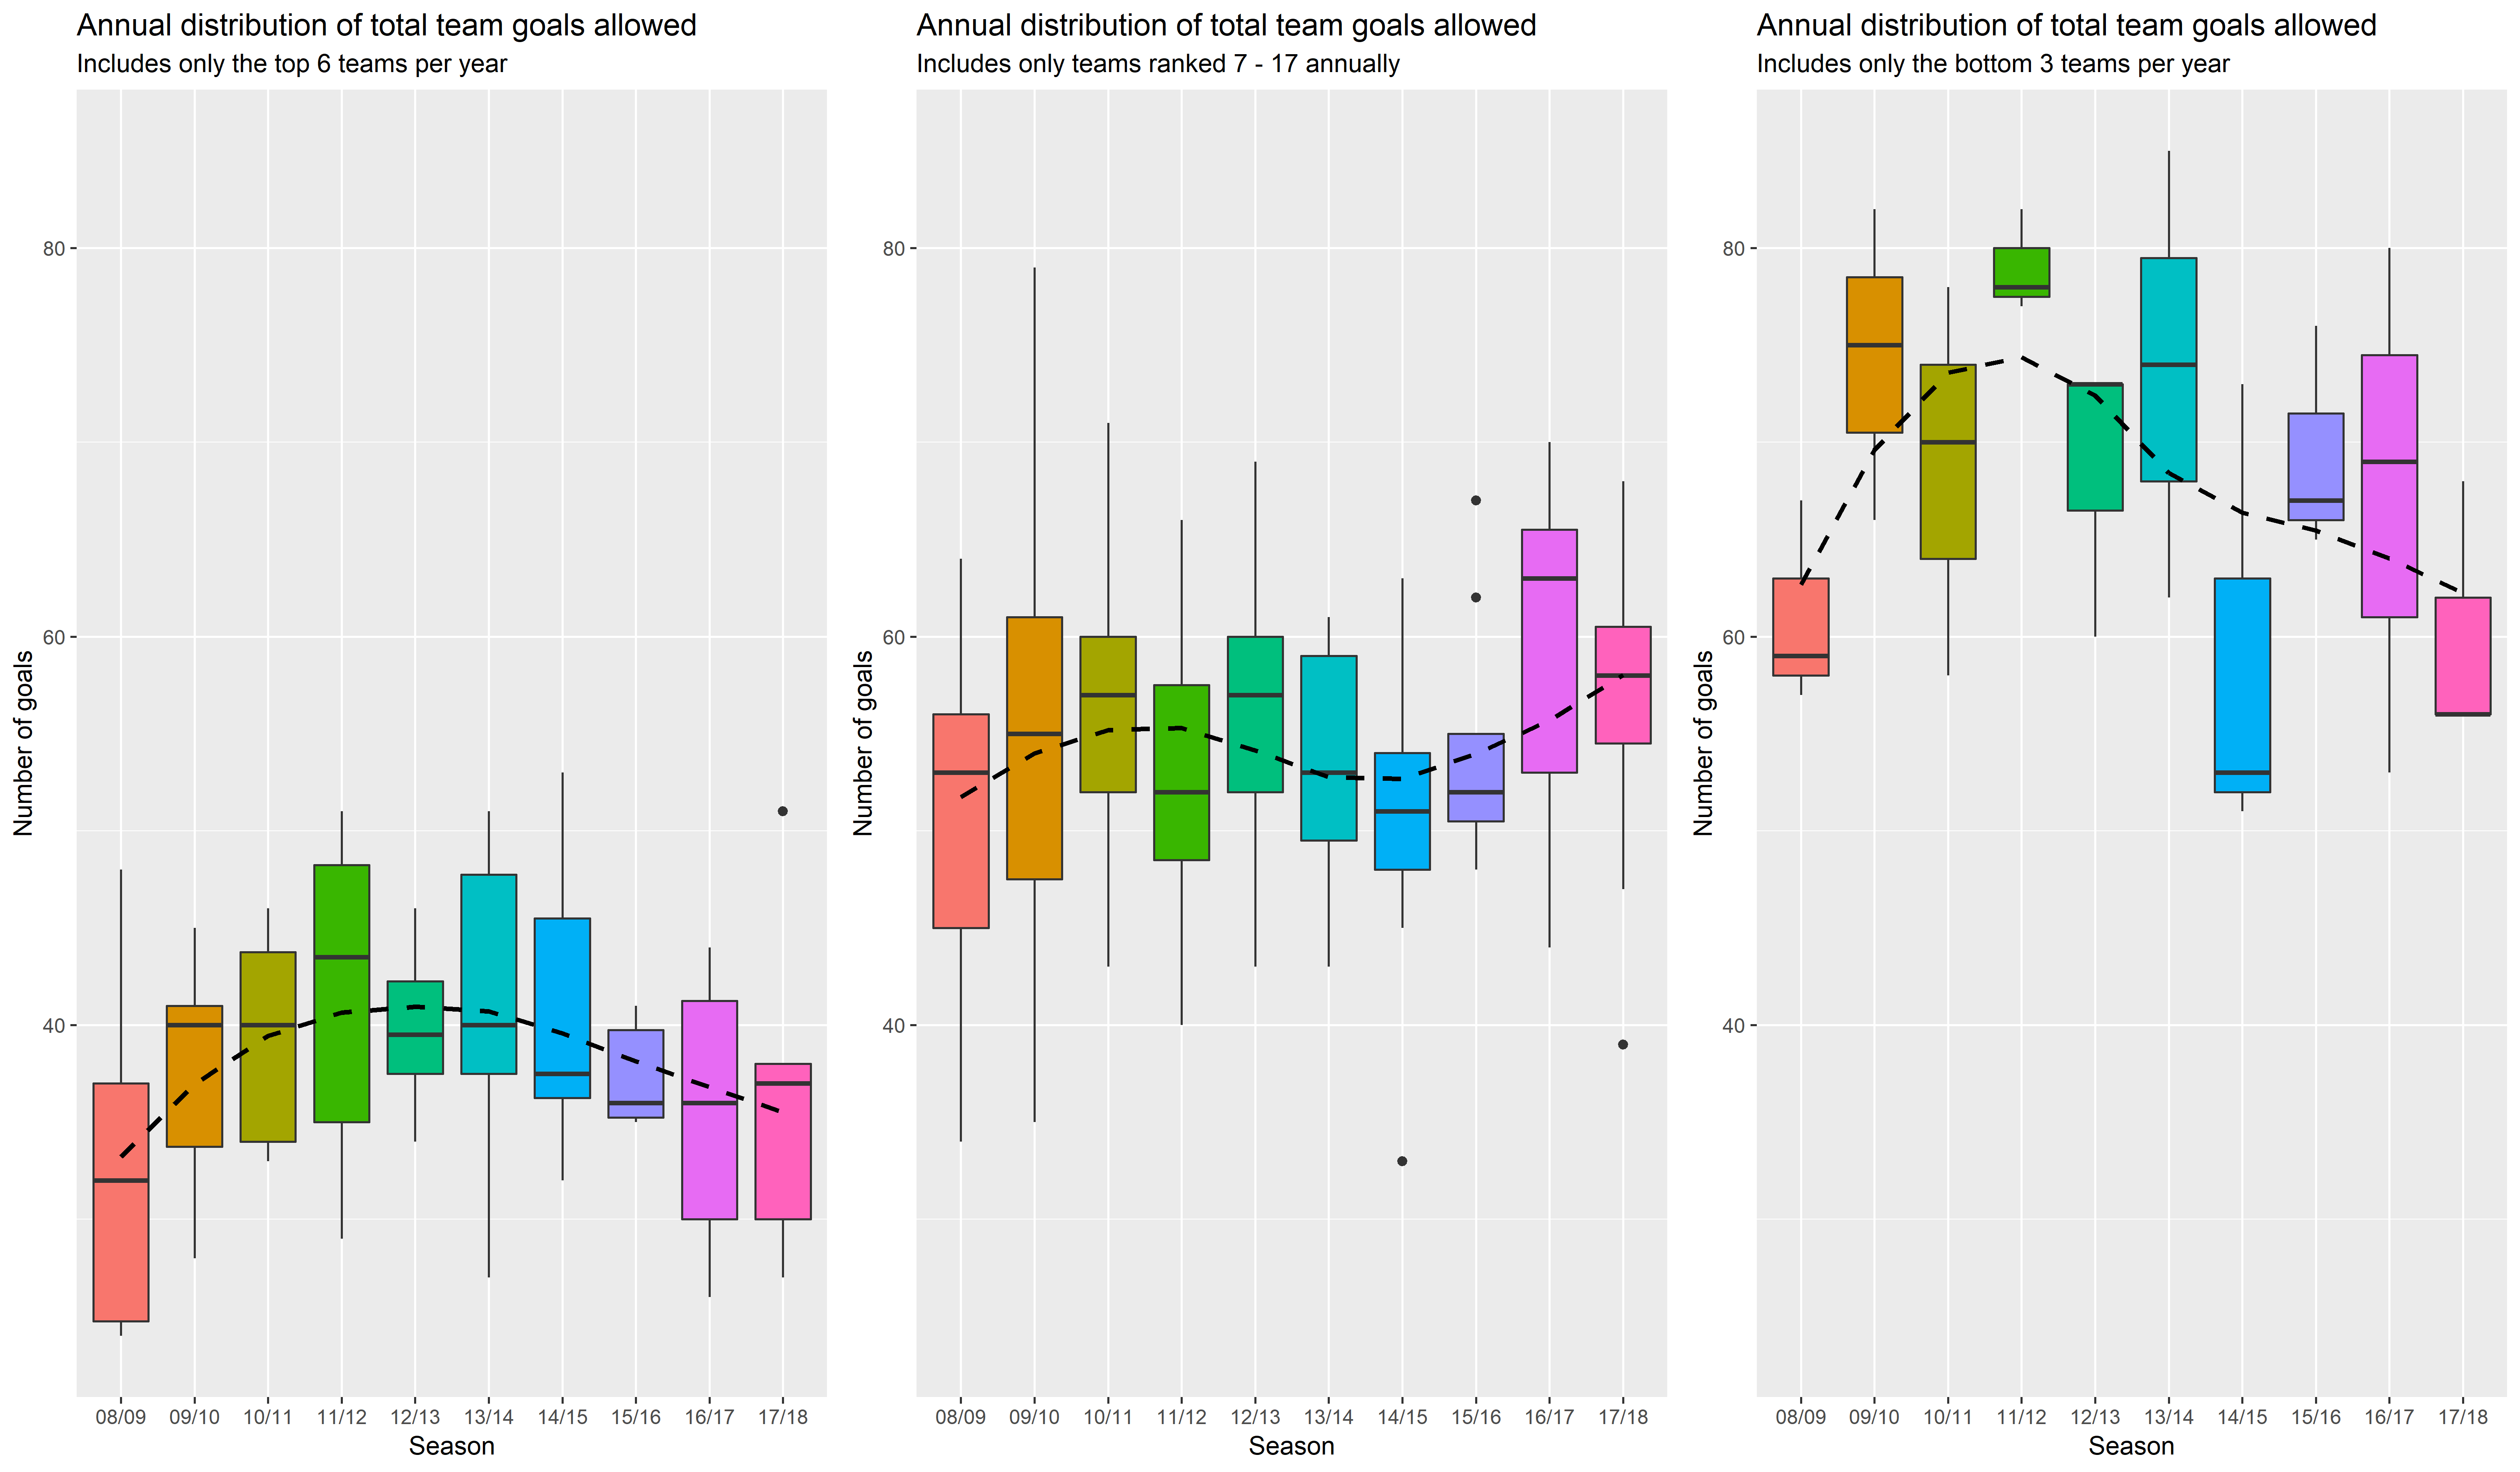 Annual distribution of total team goals allowed
Includes only the top 6 teams per year
Number of goals
80
60
40
08/09 09/10 10/11 11/12 12/13 13/14 14/15 15/16 16/17 17/18
Season
Annual distribution of total team goals allowed
Includes only teams ranked 7 - 17 annually
Number of goals
80
60
40
08/09 09/10 10/11 11/12 12/13 13/14 14/15 15/16 16/17 17/18
Season
Annual distribution of total team goals allowed
Includes only the bottom 3 teams per year
Number of goals
80
60
40
08/09 09/10 10/11 11/12 12/13 13/14 14/15 15/16 16/17 17/18
Season